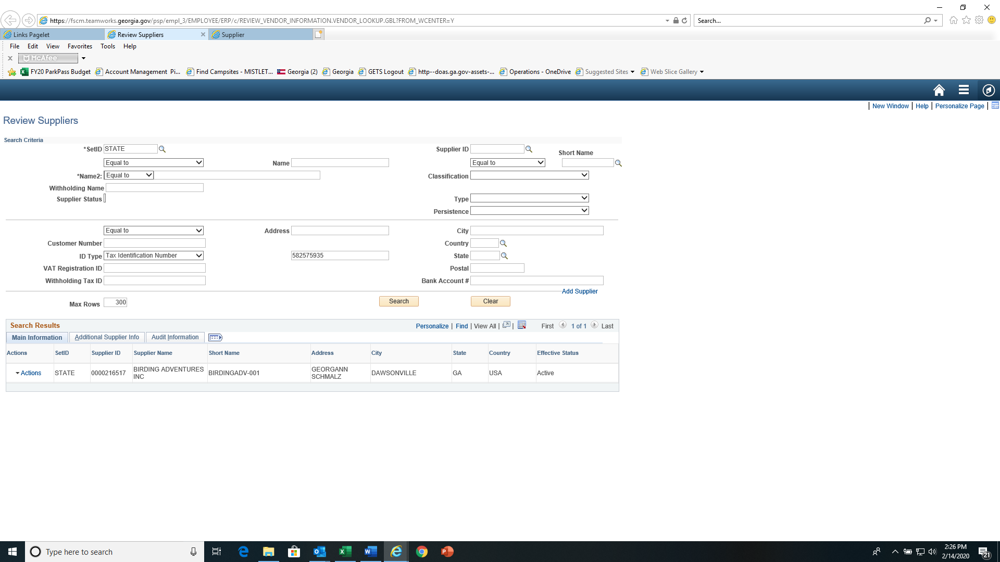 https://fscm.teamworks.georgia.gov/psp/empl_3/EMPLOYEE/ERP/c/REVIEW_VENDOR_INFORMATION.VENDOR_LOOKUP.GBL?FROM_WCENTER=Y Search...
Links Pagelet Review Suppliers Supplier
File Edit View Favorites Tools Help
x McAfee
FY20 ParkPass Budget Account Management Pi... Find Campsites - MISTLET... Georgia (2) Georgia GETS Logout http--doas.ga.gov-assets-... Operations - OneDrive Suggested Sites Web Slice Gallery
New Window | Help | Personalize Page |
Review Suppliers
Search Criteria
*SetID STATE Supplier ID
Short Name
Equal to Name Equal to
*Name2: Equal to Classification
Withholding Name
Supplier Status Type
Persistence
Equal to Address City
Customer Number Country
ID Type Tax Identification Number 582575935 State
VAT Registration ID Postal
Withholding Tax ID Bank Account #
Add Supplier
Max Rows 300 Search Clear
Search Results Personalize | Find | View All | | First 1 of 1 Last
Main Information Additional Supplier Info Audit Information
Actions SetID Supplier ID Supplier Name Short Name Address City State Country Effective Status
Actions STATE 0000216517 BIRDING ADVENTURES INC BIRDINGADV-001 GEORGANN SCHMALZ DAWSONVILLE GA USA Active
Type here to search
2:26 PM
2/14/2020
21